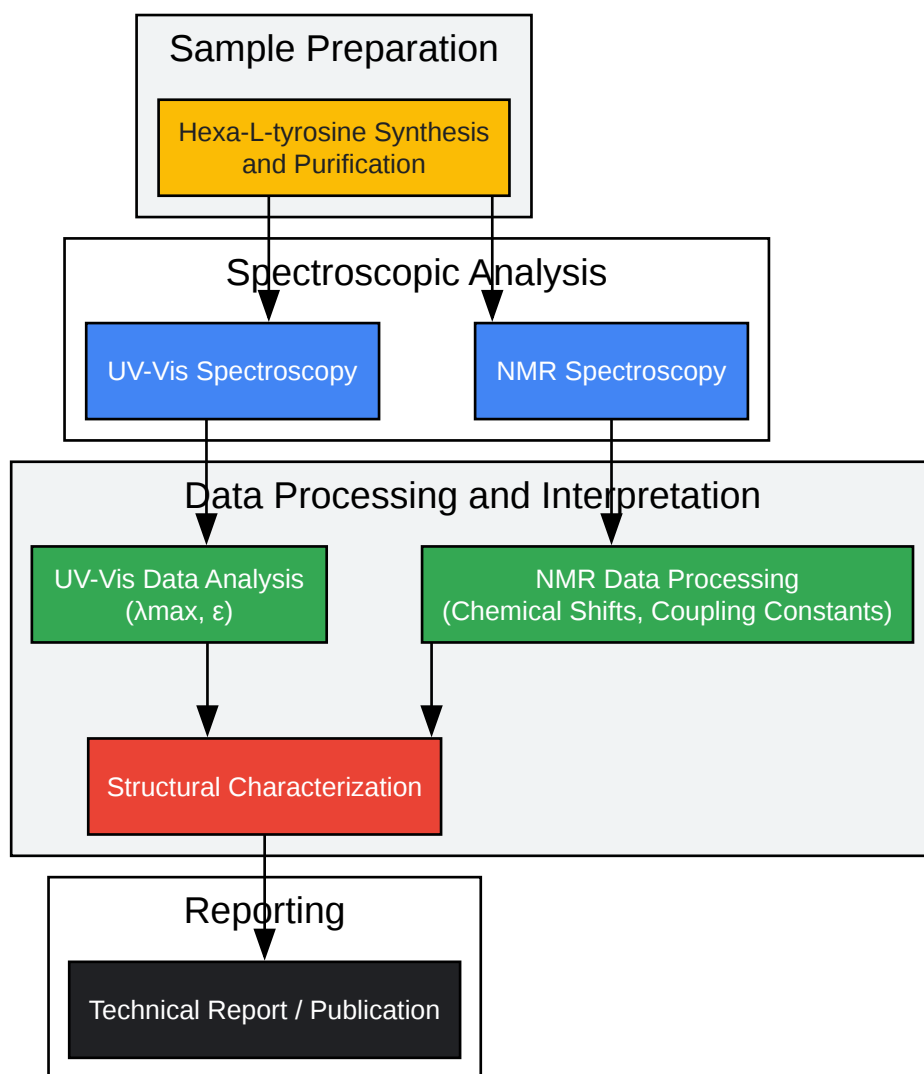 Sample Preparation
Hexa-L-tyrosine Synthesis
and Purification
Spectroscopic Analysis
UV-Vis Spectroscopy
NMR Spectroscopy
Data Processing and Interpretation
UV-Vis Data Analysis
(λmax, ε)
NMR Data Processing
(Chemical Shifts, Coupling Constants)
Structural Characterization
Reporting
Technical Report / Publication